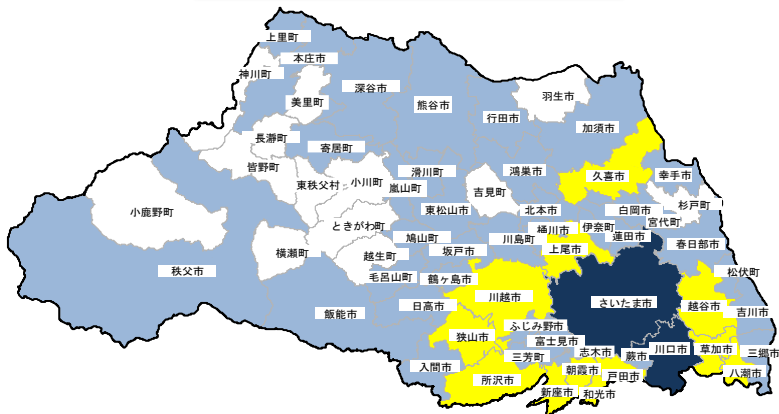 上里町
本庄市
神川町
深谷市
美里町
熊谷市
羽生市
行田市
加須市
長瀞町
寄居町
皆野町
滑川町
鴻巣市
久喜市
幸手市
東秩父村
小川町
嵐山町
吉見町
杉戸町
小鹿野町
東松山市
北本市
白岡市
宮代町
ときがわ町
鳩山町
川島町
桶川市
伊奈町
蓮田市
横瀬町
越生町
坂戸市
上尾市
春日部市
秩父市
毛呂山町
鶴ヶ島市
松伏町
飯能市
日高市
川越市
さいたま市
越谷市
吉川市
狭山市
ふじみ野市
富士見市
入間市
三芳町
志木市
蕨市
川口市
草加市
三郷市
所沢市
朝霞市
戸田市
八潮市
新座市
和光市